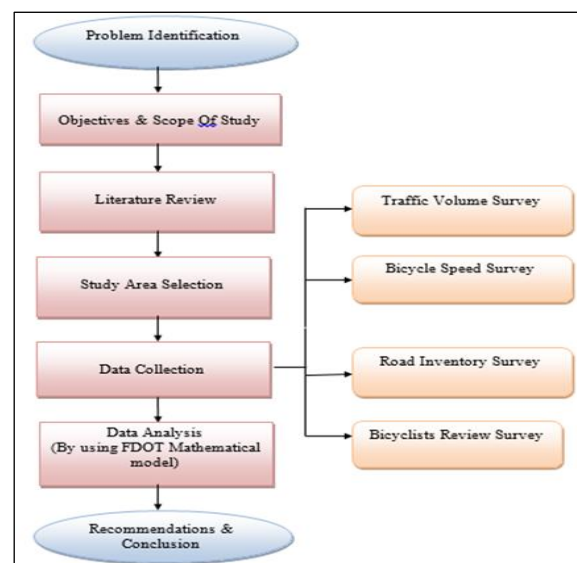 Problem Identification
Objectives & Scope Of Study
Literature Review
Traffic Volume Survey
Bicycle Speed Survey
Study Area Selection
Road Inventory Survey
Data Collection
Bicyclists Review Survey
Data Analysis
(By using FDOT Mathematical
model)
Recommendations &
Conclusion